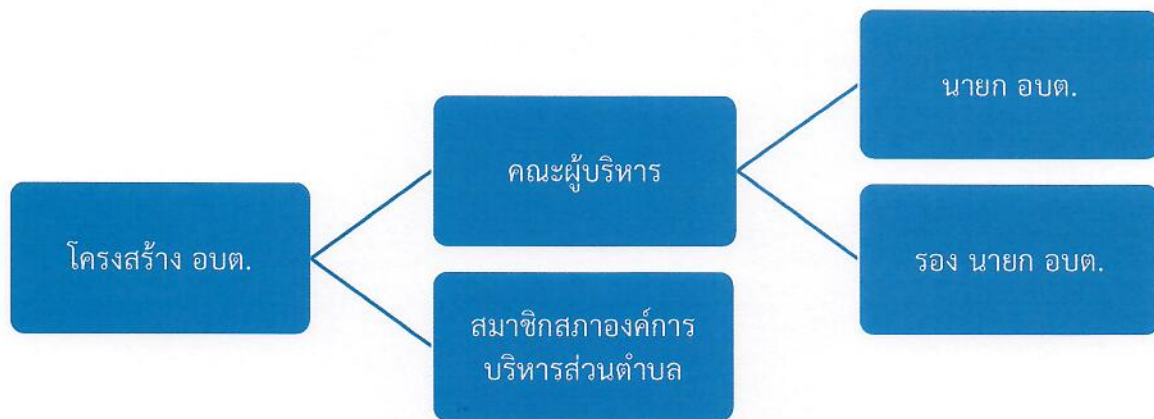 โครงสร้าง อบต.
คณะผู้บริหาร
นายก อบต.
รอง นายก อบต.
สมาชิกสภาองค์การ
บริหารส่วนตำบล